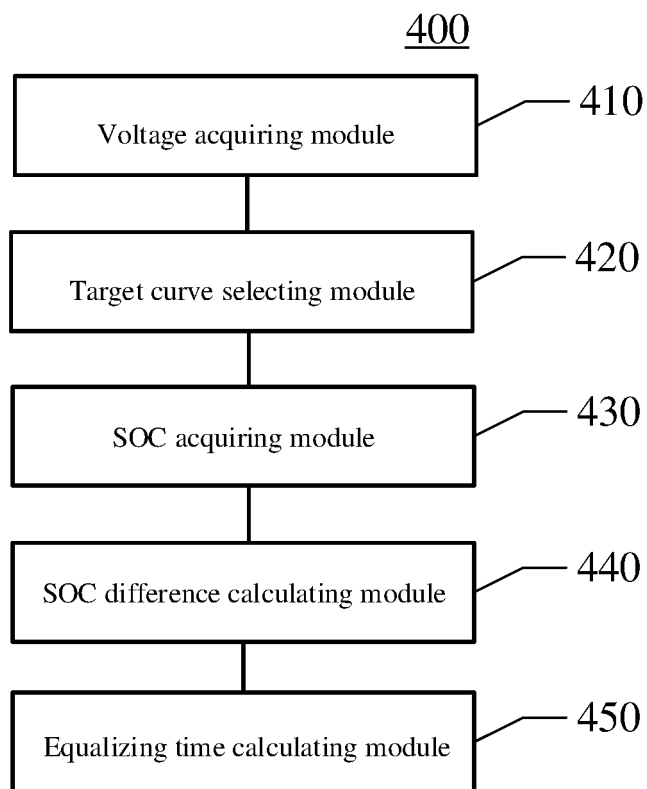 400
Voltage acquiring module
410
Target curve selecting module
420
SOC acquiring module
430
SOC difference calculating module
440
Equalizing time calculating module
450